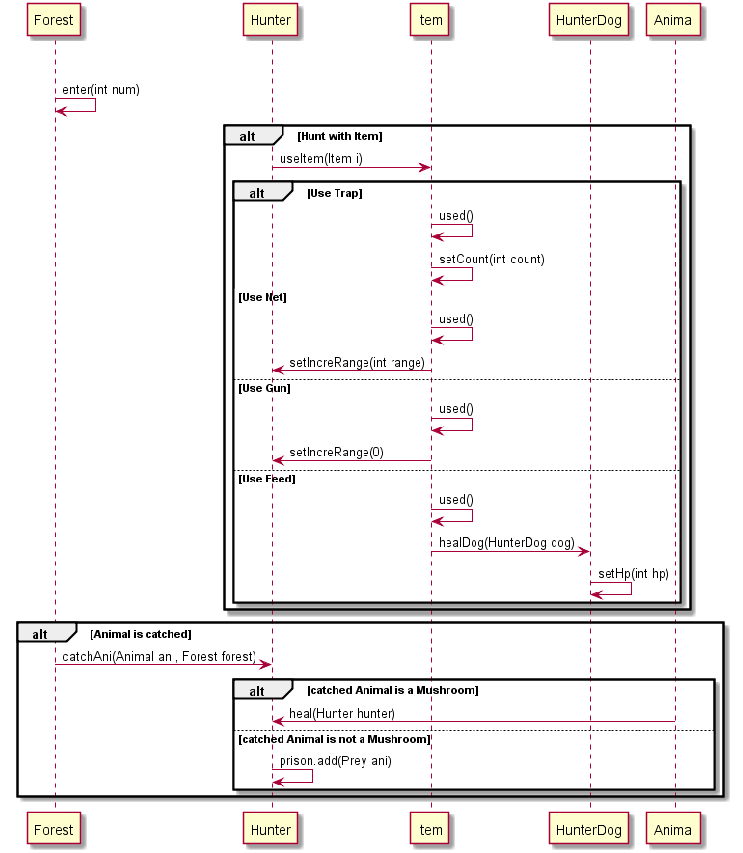 Forest Hunter tem HunterDog Anima
enter(int num)
alt [Hunt with Item]
useItem(Item i)
alt [Use Trap]
used()
setCount(int count)
[Use Net]
used()
setIncreRange(int range)
[Use Gun]
used()
setIncreRange(0)
[Use Feed]
used()
healDog(HunterDog dog)
setHp(int hp)
alt [Animal is catched]
catchAni(Animal an , Forest forest)
alt [catched Animal is a Mushroom]
heal(Hunter hunter)
[catched Animal is not a Mushroom]
prison.add(Prey ani)
Forest Hunter tem HunterDog Anima